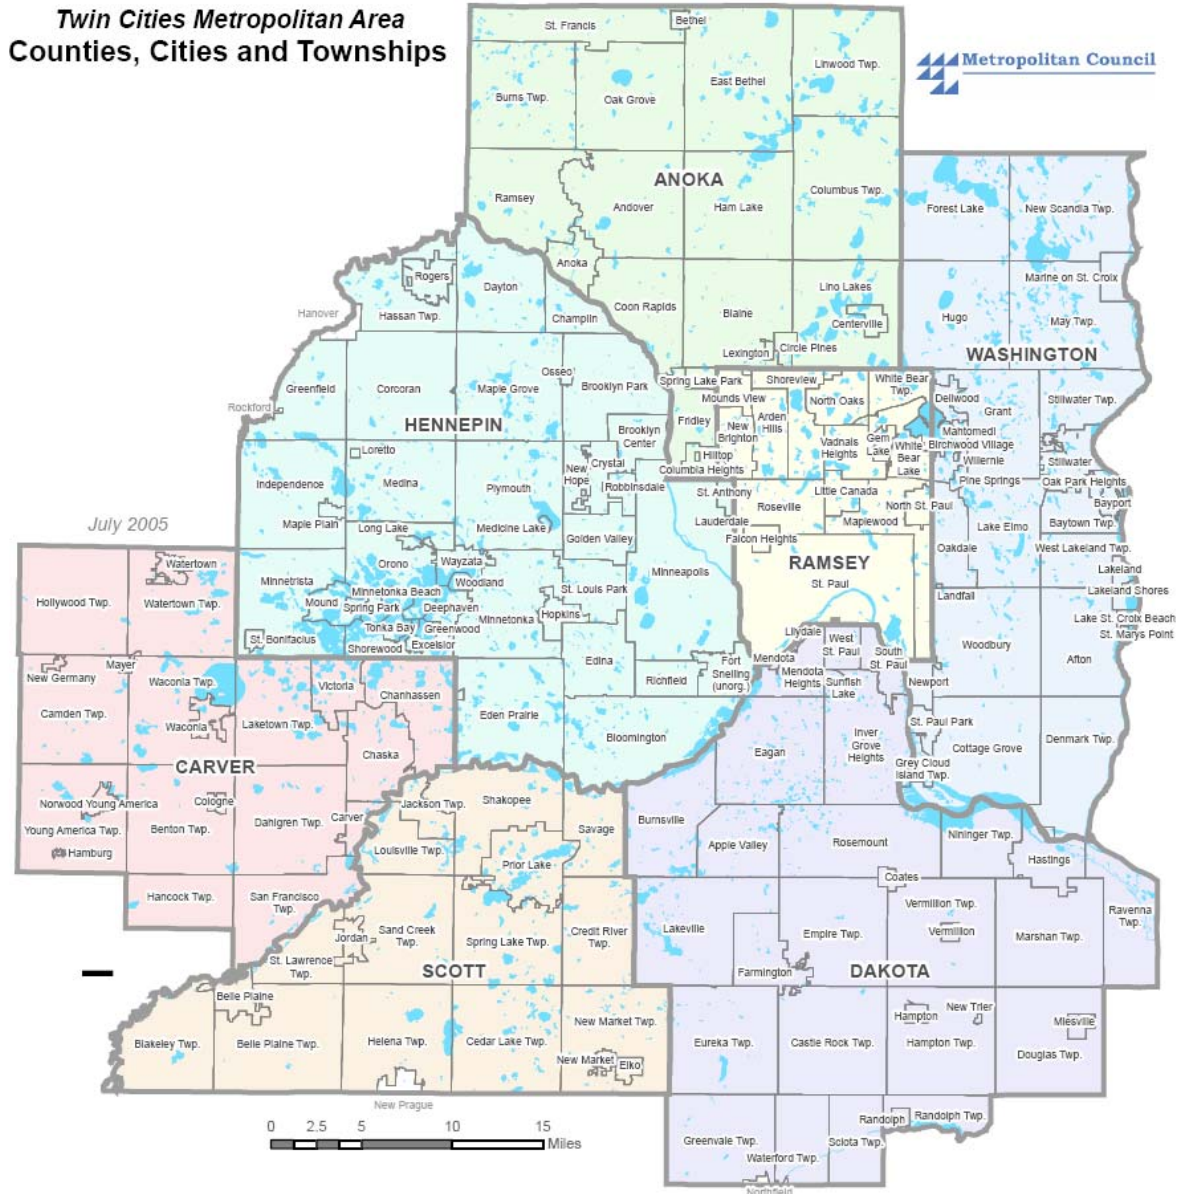 Twin Cities Metropolitan Area
Counties, Cities and Townships
Metropolitan Council
July 2005
ANOKA
St. Francis
Bethel
Burns Twp.
Oak Grove
East Bethel
Linwood Twp.
Ramsey
Andover
Ham Lake
Columbus Twp.
Anoka
Coon Rapids
Blaine
Lino Lakes
Centerville
Lexington
Circle Pines
Spring Lake Park
Fridley
Hilltop
Columbia Heights
WASHINGTON
Forest Lake
New Scandia Twp.
Marine on St. Croix
Hugo
May Twp.
Dellwood
Grant
Stillwater Twp.
Mahtomedi
Birchwood Village
Willernie
Stillwater
Pine Springs
Oak Park Heights
Bayport
Lake Elmo
Baytown Twp.
Oakdale
West Lakeland Twp.
Lakeland
Lakeland Shores
Landfall
Lake St. Croix Beach
St. Marys Point
Woodbury
Afton
Newport
St. Paul Park
Cottage Grove
Denmark Twp.
Grey Cloud
Island Twp.
HENNEPIN
Rogers
Dayton
Hassan Twp.
Hanover
Champlin
Greenfield
Corcoran
Maple Grove
Osseo
Brooklyn Park
Rockford
Brooklyn
Center
Loretto
Independence
Medina
Plymouth
New
Hope
Crystal
Robbinsdale
Maple Plain
Long Lake
Medicine Lake
Golden Valley
Orono
Wayzata
Minneapolis
Minnetrista
Minnetonka Beach
Woodland
St. Louis Park
Mound
Spring Park
Deephaven
Minnetonka
Hopkins
Tonka Bay
Greenwood
St. Bonifacius
Shorewood
Excelsior
Edina
Richfield
Fort
Snelling
(unorg.)
Eden Prairie
Bloomington
RAMSEY
Shoreview
White Bear
Twp.
Mounds View
North Oaks
New
Brighton
Arden
Hills
Vadnais
Heights
Gem
Lake
White
Bear
Lake
St. Anthony
Roseville
Little Canada
North St. Paul
Lauderdale
Maplewood
Falcon Heights
St. Paul
CARVER
Watertown
Hollywood Twp.
Watertown Twp.
Mayer
New Germany
Waconia Twp.
Victoria
Chanhassen
Camden Twp.
Waconia
Laketown Twp.
Chaska
Norwood Young America
Cologne
Young America Twp.
Benton Twp.
Dahlgren Twp.
Carver
Hamburg
Hancock Twp.
San Francisco
Twp.
SCOTT
Jackson Twp.
Shakopee
Savage
Louisville Twp.
Prior Lake
Sand Creek
Twp.
Jordan
Spring Lake Twp.
Credit River
Twp.
St. Lawrence
Twp.
Belle Plaine
Blakeley Twp.
Belle Plaine Twp.
Helena Twp.
Cedar Lake Twp.
New Market Twp.
New Market
Elko
New Prague
DAKOTA
Lilydale
West
St. Paul
Mendota
Mendota
Heights
Sunfish
Lake
South
St. Paul
Eagan
Inver
Grove
Heights
Burnsville
Apple Valley
Rosemount
Nininger Twp.
Hastings
Coates
Vermillion Twp.
Ravenna
Twp.
Lakeville
Empire Twp.
Vermillion
Marshan Twp.
Farmington
Hampton
New Trier
Miesville
Eureka Twp.
Castle Rock Twp.
Hampton Twp.
Douglas Twp.
Randolph
Randolph Twp.
Greenvale Twp.
Waterford Twp.
Sciota Twp.
Northfield
0 2.5 5 10 15
Miles